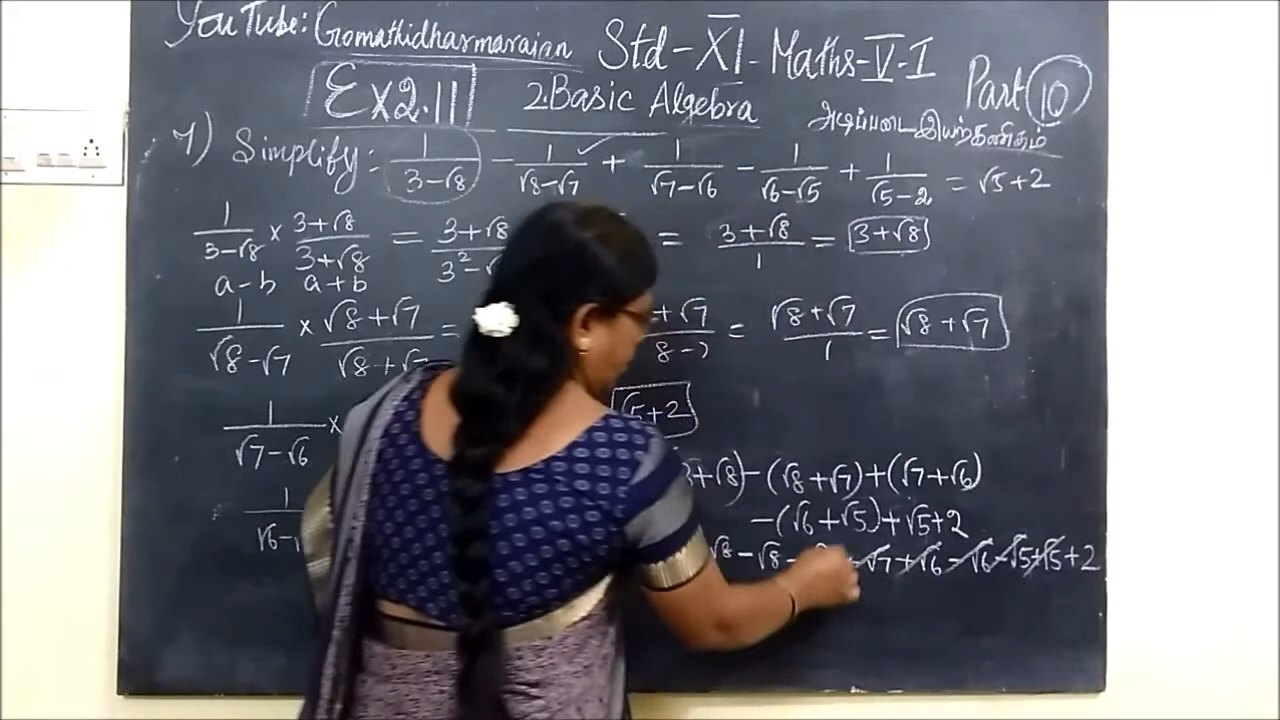 YouTube: Gomathidharmarajan Std-XI-Maths-V-I
Ex2.11 2.Basic Algebra Part 10
அடிப்படை இயற்கணிதம்
7) Simplify: 1/(3-√8) - 1/(√8-√7) + 1/(√7-√6) - 1/(√6-√5) + 1/(√5-2) = √5+2
1/(3-√8) × (3+√8)/(3+√8) = (3+√8)/(3²-√ = (3+√8)/1 = 3+√8
a-b a+b
1/(√8-√7) × (√8+√7)/(√8+√7) = +√7/8-7 = (√8+√7)/1 = √8+√7
1/(√7-√6) × √5+2
1/(√6- 3+√8)-(√8+√7)+(√7+√6)
-(√6+√5)+√5+2
√8-√8- √7+√6-√6-√5+√5+2